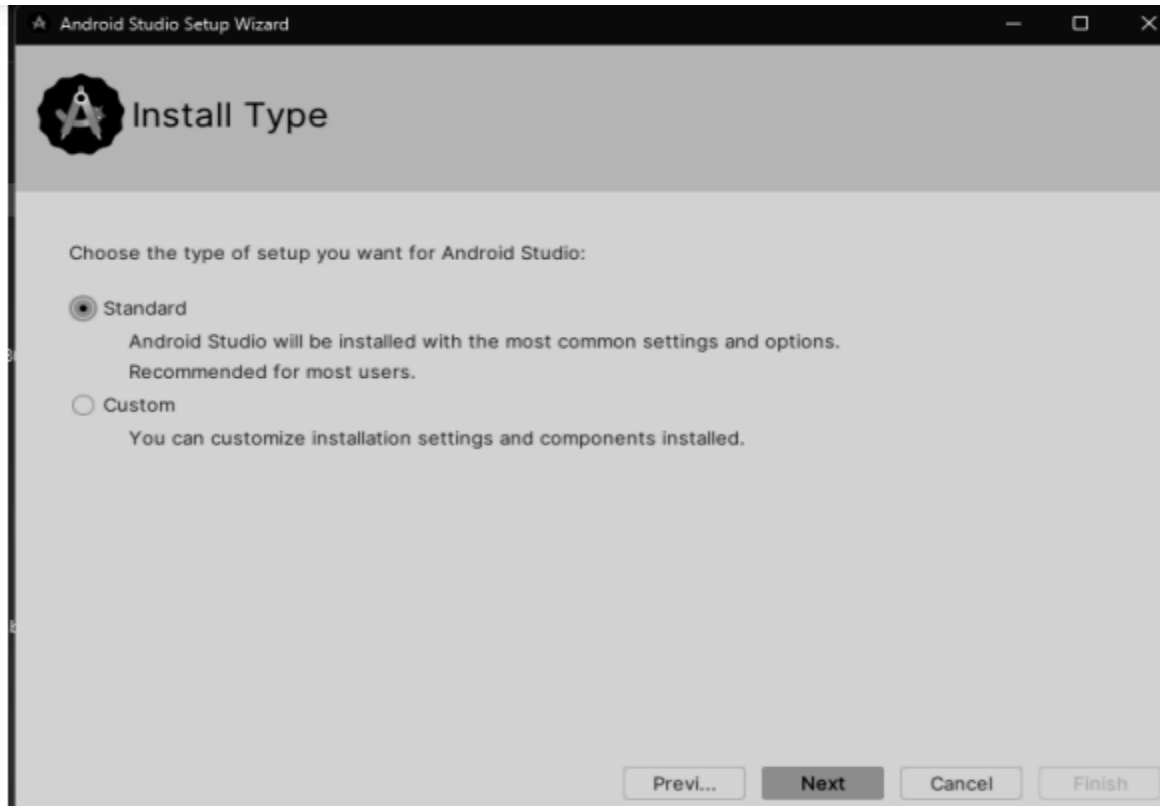 Android Studio Setup Wizard
Install Type
Choose the type of setup you want for Android Studio:
Standard
Android Studio will be installed with the most common settings and options.
Recommended for most users.
Custom
You can customize installation settings and components installed.
Previ... Next Cancel Finish